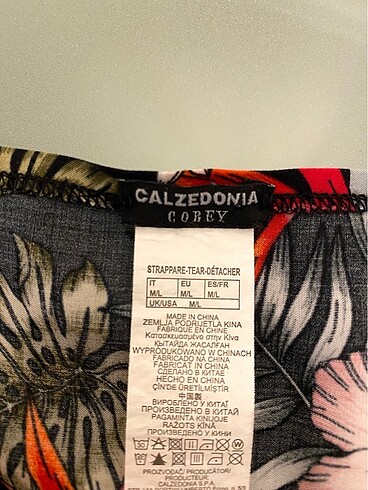 CALZEDONIA
COBEY
STRAPPARE-TEAR-DÉTACHER
IT EU ES/FR
M/L M/L M/L
UK/USA M/L
MADE IN CHINA
ZEMLJA PODRIJETLA KINA
FABRIQUE EN CHINE
Κατασκευασμένο στην Κίνα
ҚЫТАЙДА ЖАСАЛҒАН
WYPRODUKOWANO W CHINACH
FABRICADO NA CHINA
FABRICAT IN CHINA
СДЕЛАНО В КИТАЕ
HECHO EN CHINA
ÇİN'DE ÜRETİLMİŞTİR
中国製
ВИРОБЛЕНО У КИТАЇ
ПРОИЗВЕДЕНО В КИТАЙ
PAGAMINTA KINIJOJE
RAŽOTS ĶĪNĀ
ПРОИЗВЕДЕНО У КИНИ
PROIZVOĐAČ/ PRODUCĂTOR/
PRODUCTEUR:
CALZEDONIA S.P.A.